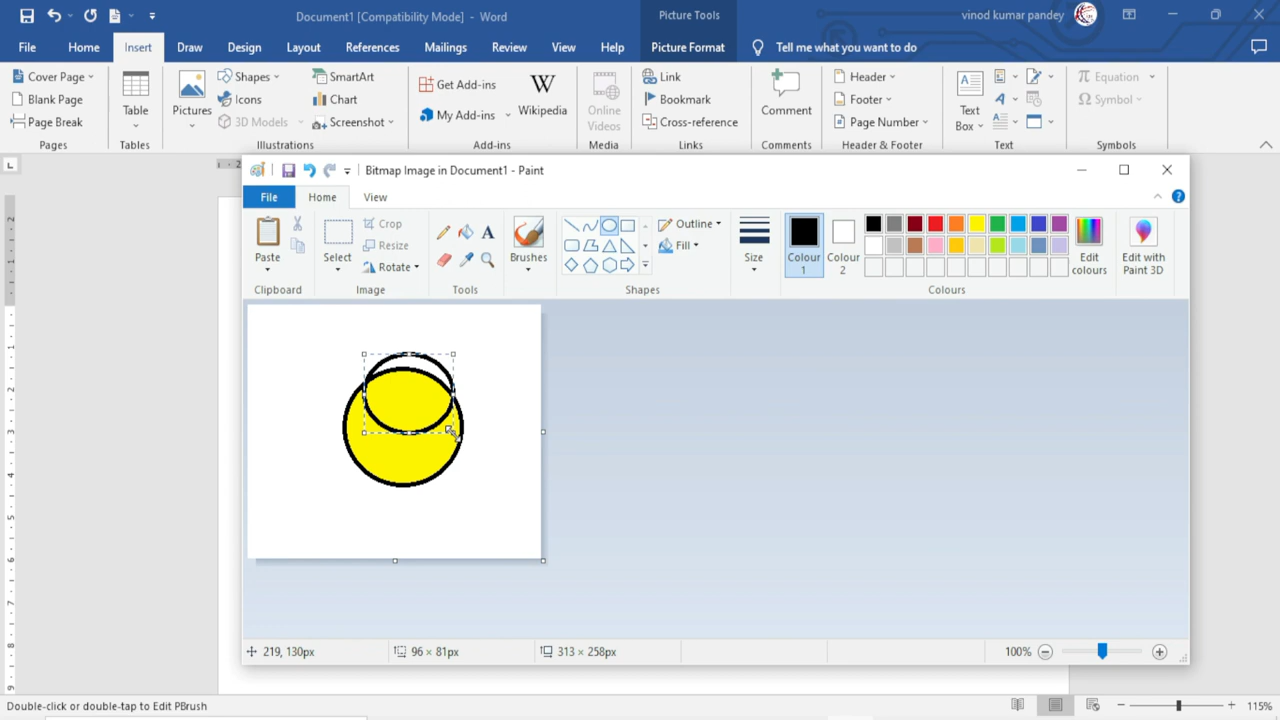 Document1 [Compatibility Mode] - Word
Picture Tools
vinod kumar pandey
File Home Insert Draw Design Layout References Mailings Review View Help Picture Format Tell me what you want to do
Cover Page
Blank Page
Page Break
Pages
Table
Tables
Pictures
Shapes
Icons
3D Models
SmartArt
Chart
Screenshot
Illustrations
Get Add-ins
My Add-ins
Wikipedia
Add-ins
Online
Videos
Media
Link
Bookmark
Cross-reference
Links
Comment
Comments
Header
Footer
Page Number
Header & Footer
Text
Box
Text
Equation
Symbol
Symbols
Bitmap Image in Document1 - Paint
File Home View
Paste
Clipboard
Select
Crop
Resize
Rotate
Image
Tools
Brushes
Outline
Fill
Shapes
Size
Colour
1
Colour
2
Edit
colours
Edit with
Paint 3D
Colours
219, 130px
96 × 81px
313 × 258px
100%
Double-click or double-tap to Edit PBrush
115%